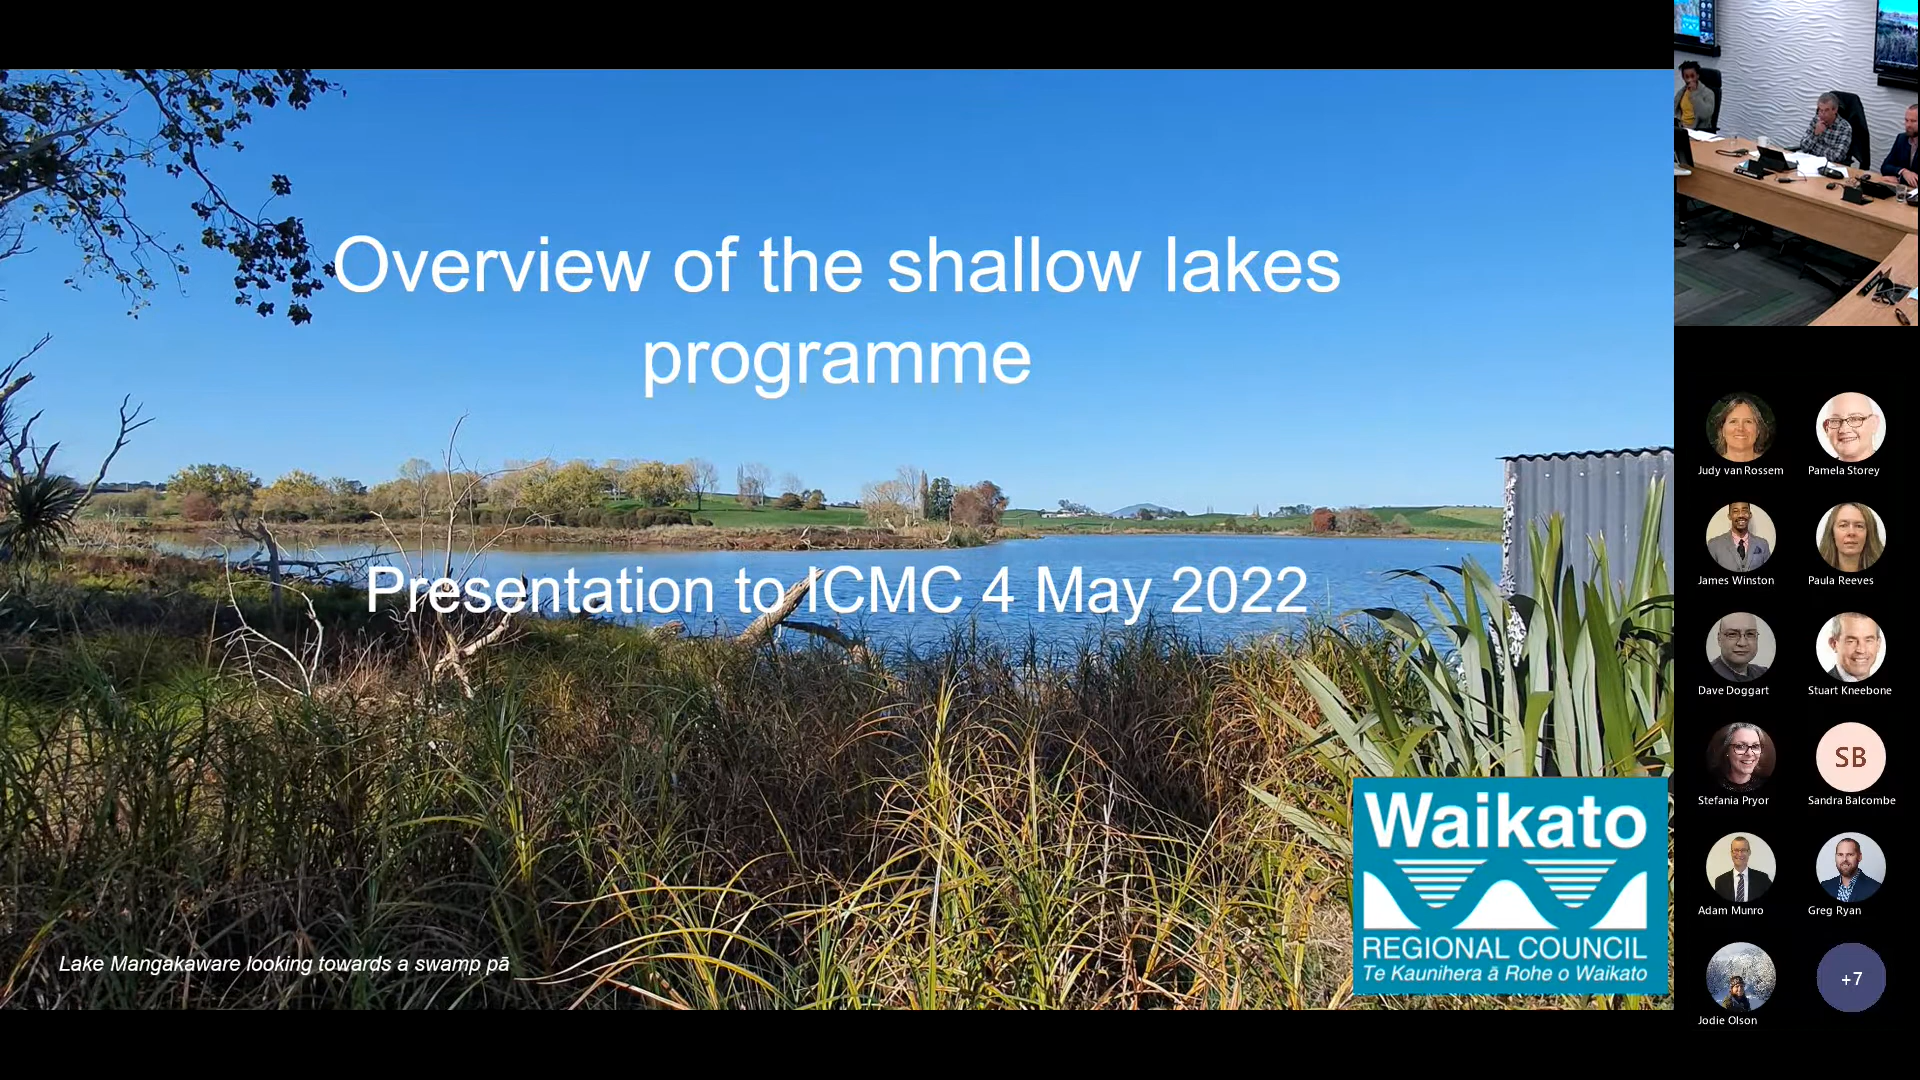 Overview of the shallow lakes
programme
Presentation to ICMC 4 May 2022
Lake Mangakaware looking towards a swamp pā
Waikato
REGIONAL COUNCIL
Te Kaunihera ā Rohe o Waikato
Judy van Rossem
Pamela Storey
James Winston
Paula Reeves
Dave Doggart
Stuart Kneebone
Stefania Pryor
SB
Sandra Balcombe
Adam Munro
Greg Ryan
Jodie Olson
+7